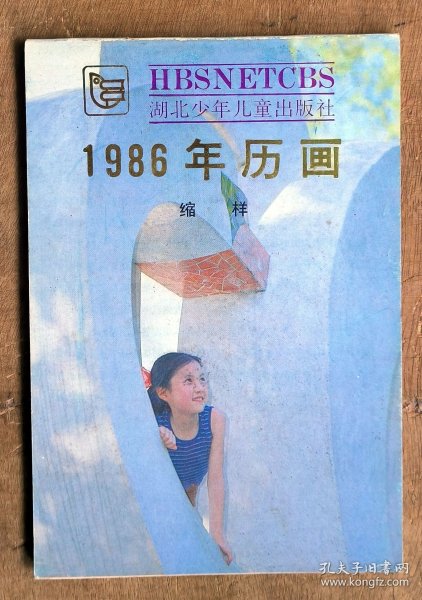 HBSNETCBS
湖北少年儿童出版社
1986年历画
缩样
孔夫子旧书网
www.kongfz.com